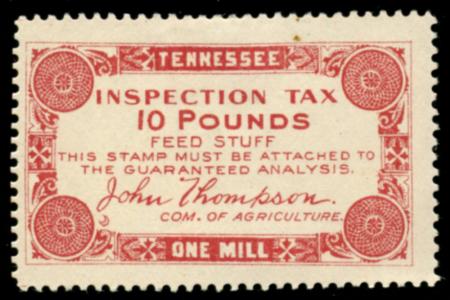 TENNESSEE
INSPECTION TAX
10 POUNDS
FEED STUFF
THIS STAMP MUST BE ATTACHED TO
THE GUARANTEED ANALYSIS.
John Thompson.
COM. OF AGRICULTURE.
ONE MILL